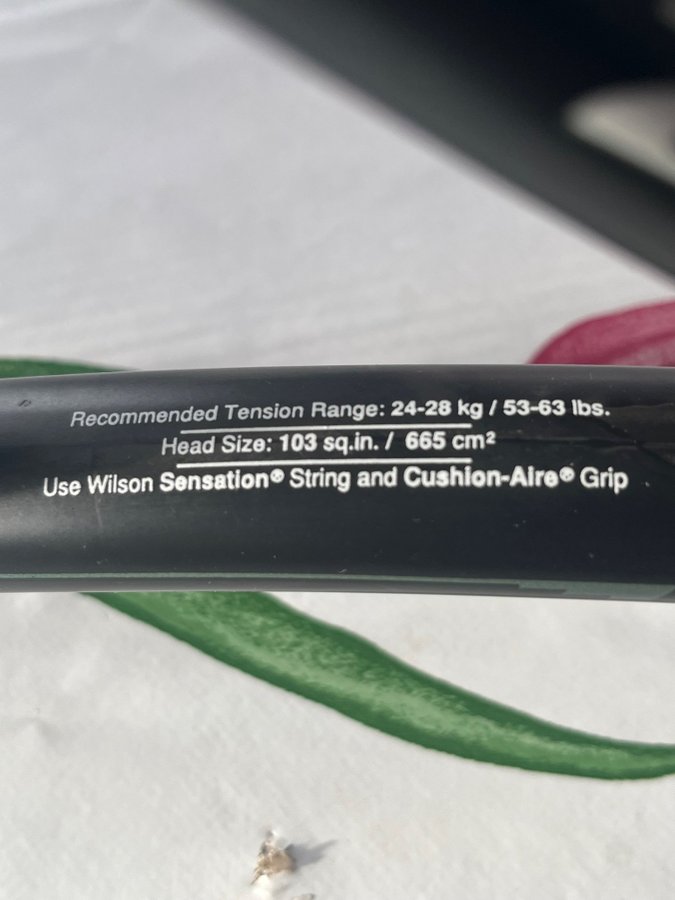 Recommended Tension Range: 24-28 kg / 53-63 lbs.
Head Size: 103 sq.in. / 665 cm²
Use Wilson Sensation® String and Cushion-Aire® Grip